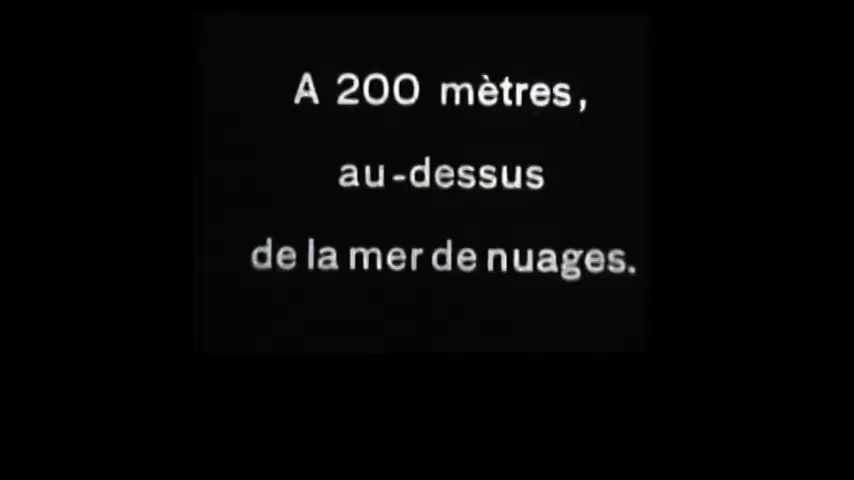 A 200 mètres,
au-dessus
de la mer de nuages.